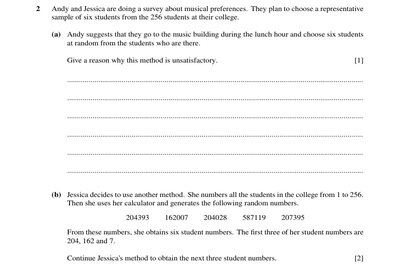 2 Andy and Jessica are doing a survey about musical preferences. They plan to choose a representative
sample of six students from the 256 students at their college.
(a) Andy suggests that they go to the music building during the lunch hour and choose six students
at random from the students who are there.
Give a reason why this method is unsatisfactory. [1]
(b) Jessica decides to use another method. She numbers all the students in the college from 1 to 256.
Then she uses her calculator and generates the following random numbers.
204393 162007 204028 587119 207395
From these numbers, she obtains six student numbers. The first three of her student numbers are
204, 162 and 7.
Continue Jessica's method to obtain the next three student numbers. [2]